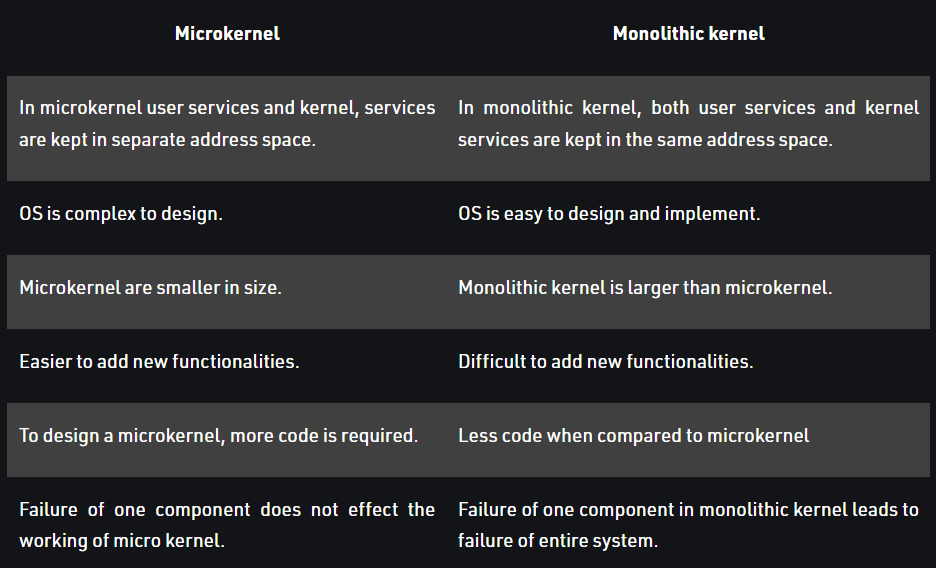 Microkernel Monolithic kernel
In microkernel user services and kernel, services
are kept in separate address space.
In monolithic kernel, both user services and kernel
services are kept in the same address space.
OS is complex to design.
OS is easy to design and implement.
Microkernel are smaller in size.
Monolithic kernel is larger than microkernel.
Easier to add new functionalities.
Difficult to add new functionalities.
To design a microkernel, more code is required.
Less code when compared to microkernel
Failure of one component does not effect the
working of micro kernel.
Failure of one component in monolithic kernel leads to
failure of entire system.